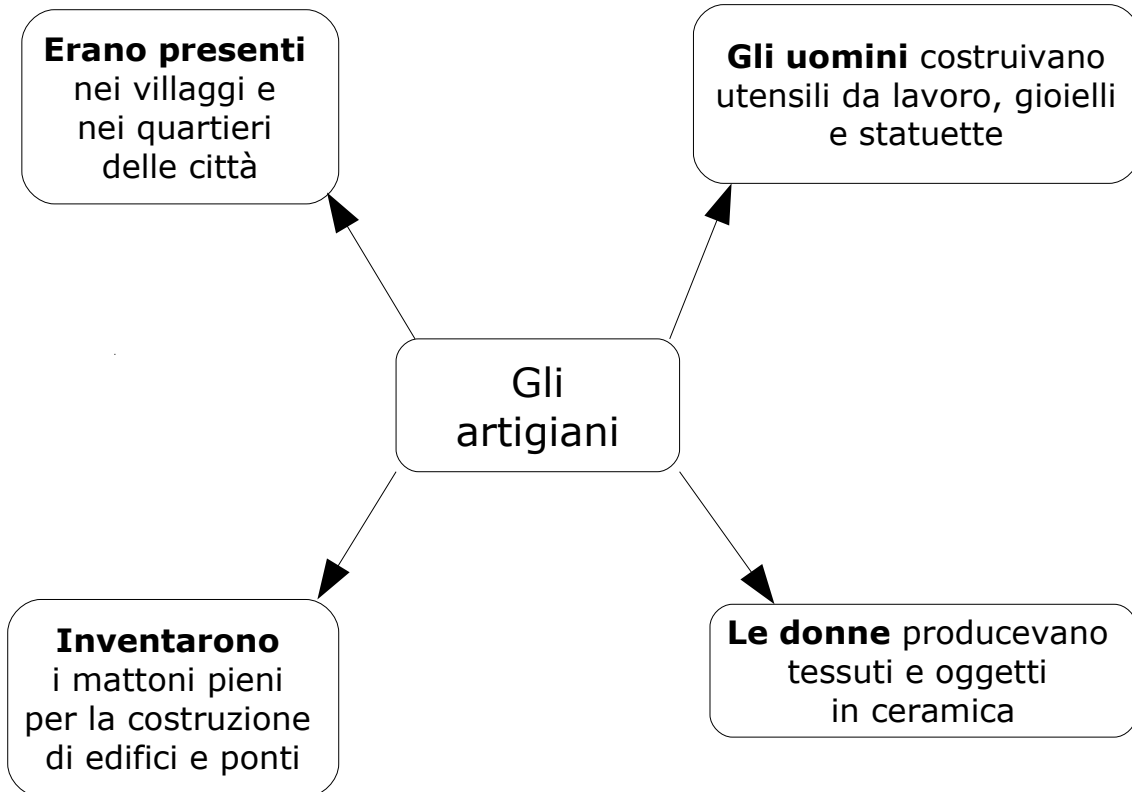 Erano presenti
nei villaggi e
nei quartieri
delle città
Gli uomini costruivano
utensili da lavoro, gioielli
e statuette
Gli
artigiani
Inventarono
i mattoni pieni
per la costruzione
di edifici e ponti
Le donne producevano
tessuti e oggetti
in ceramica